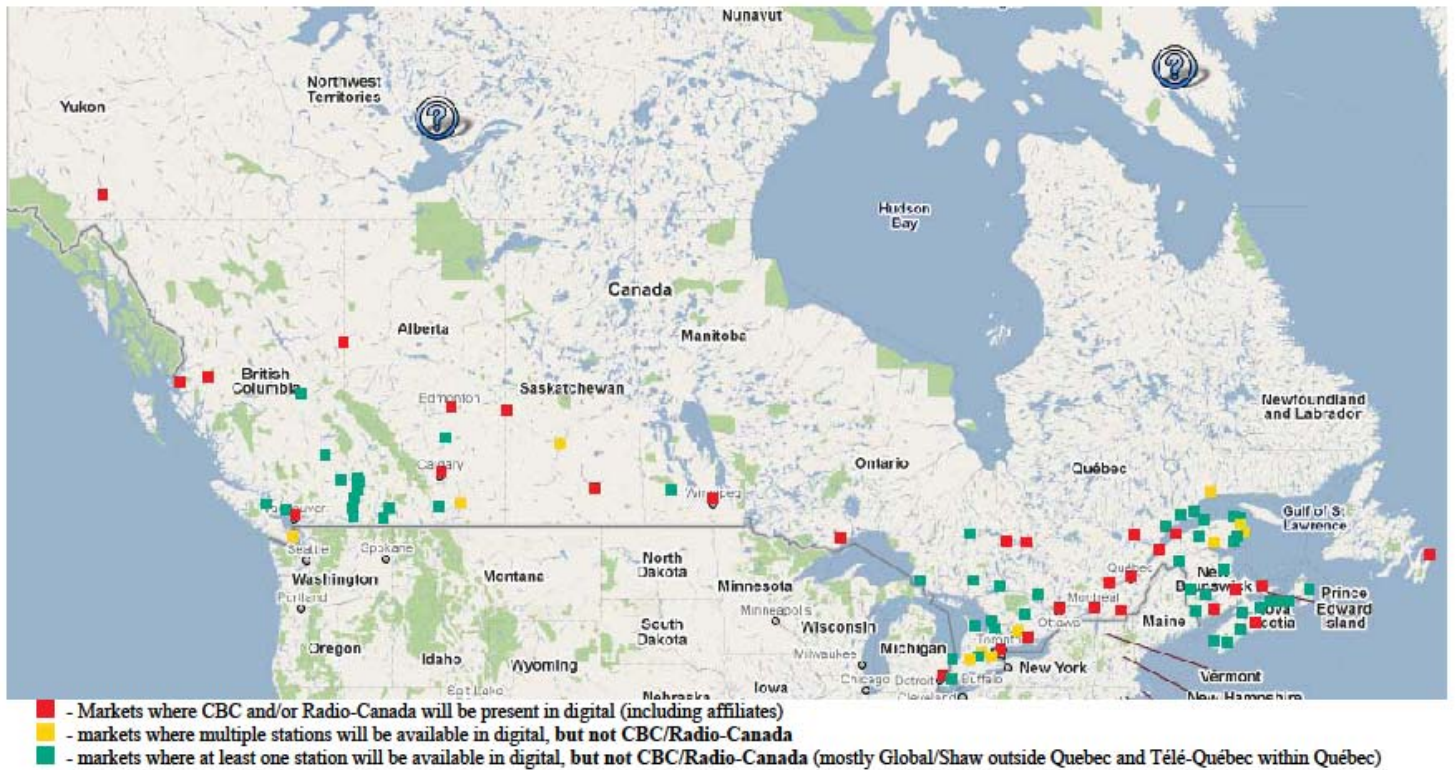 Nunavut
Northwest
Territories
Yukon
?
?
Hudson
Bay
Canada
Alberta
Manitoba
British
Columbia
Saskatchewan
Edmonton
Newfoundland
and Labrador
Ontario
Québec
Calgary
Winnipeg
Gulf of St
Lawrence
Vancouver
Seattle
Spokane
North
Dakota
Washington
Montana
Minnesota
Québec
New
Brunswick
Prince
Edward
Island
Montreal
Nova
Scotia
Portland
Minneapolis
Ottawa
Maine
South
Dakota
Wisconsin
Toronto
Oregon
Idaho
Wyoming
Milwaukee
Michigan
New York
Vermont
Iowa
Chicago
Detroit
Buffalo
Nebraska
Cleveland
New Hampshire
- Markets where CBC and/or Radio-Canada will be present in digital (including affiliates)
- markets where multiple stations will be available in digital, but not CBC/Radio-Canada
- markets where at least one station will be available in digital, but not CBC/Radio-Canada (mostly Global/Shaw outside Quebec and Télé-Québec within Québec)